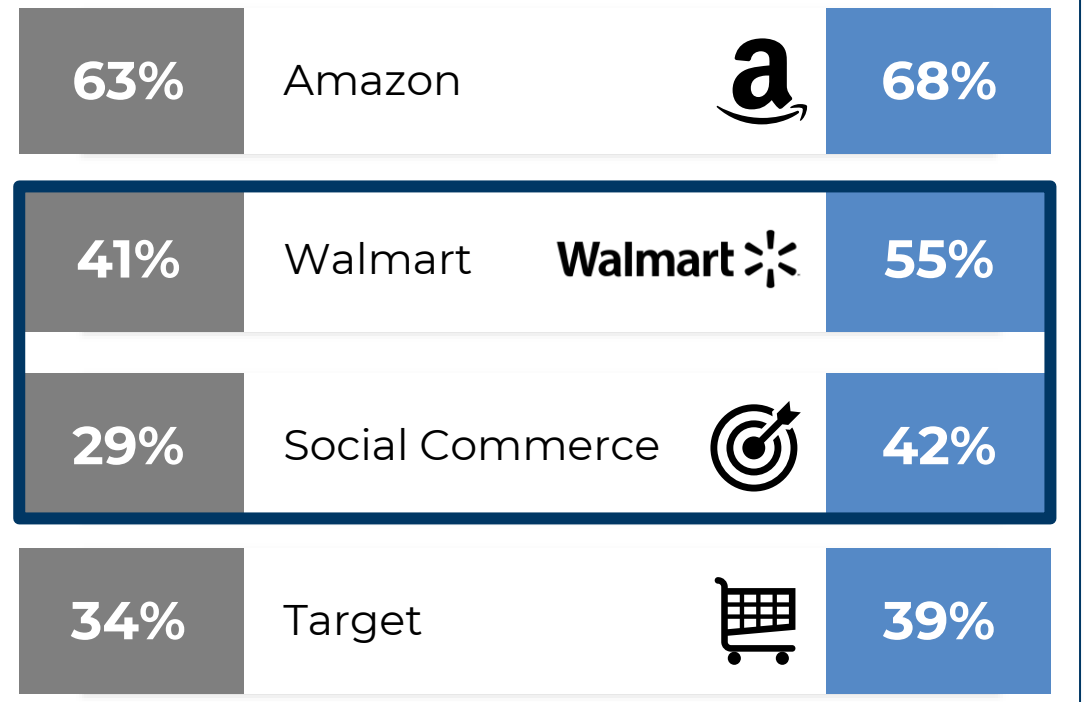 63% Amazon a 68%
41% Walmart Walmart 55%
29% Social Commerce 42%
34% Target 39%